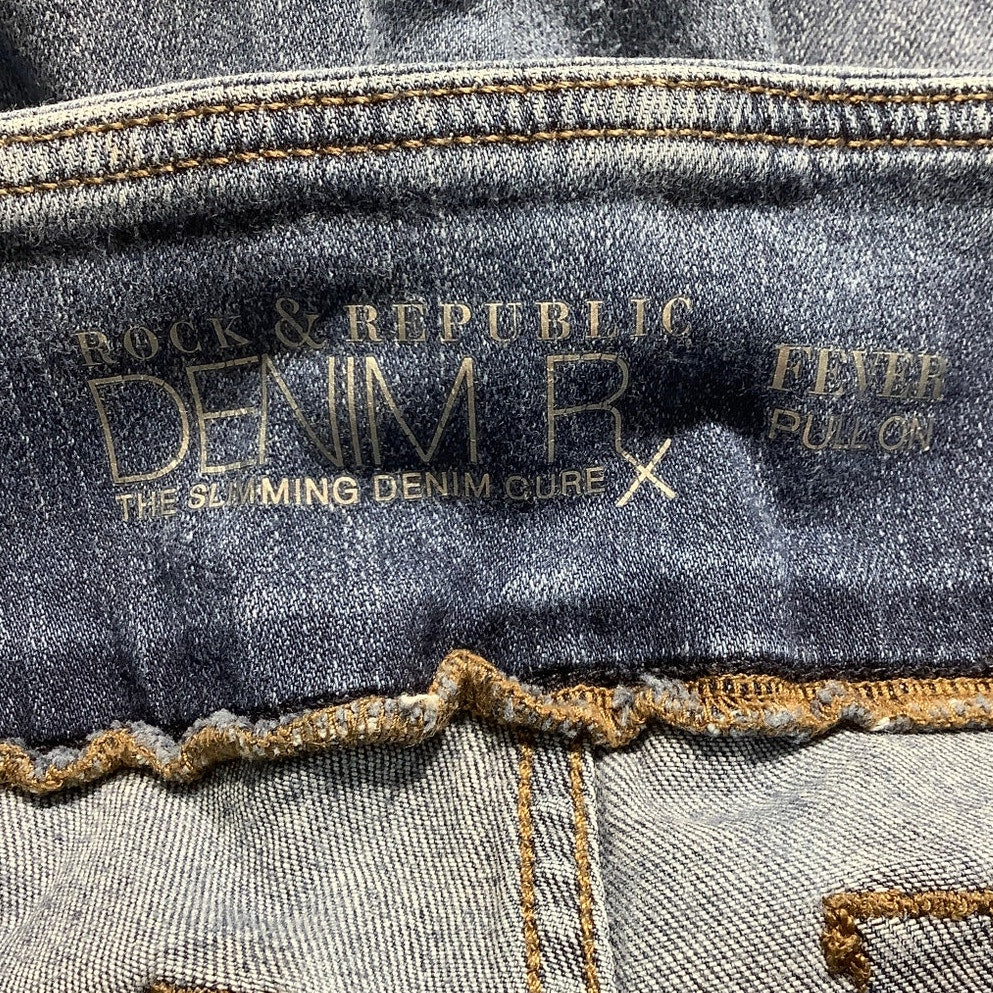 ROCK & REPUBLIC
DENIM Rx
THE SLIMMING DENIM CURE
FEVER
PULL ON